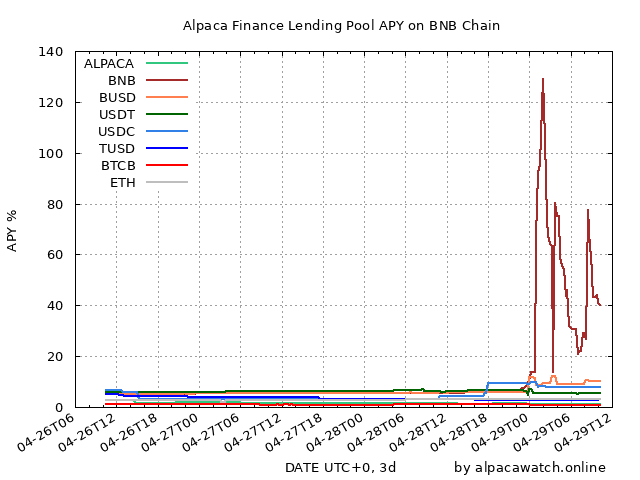 Alpaca Finance Lending Pool APY on BNB Chain
APY %
140
120
100
80
60
40
20
0
ALPACA
BNB
BUSD
USDT
USDC
TUSD
BTCB
ETH
04-26T06
04-26T12
04-26T18
04-27T00
04-27T06
04-27T12
04-27T18
04-28T00
04-28T06
04-28T12
04-28T18
04-29T00
04-29T06
04-29T12
DATE UTC+0, 3d
by alpacawatch.online